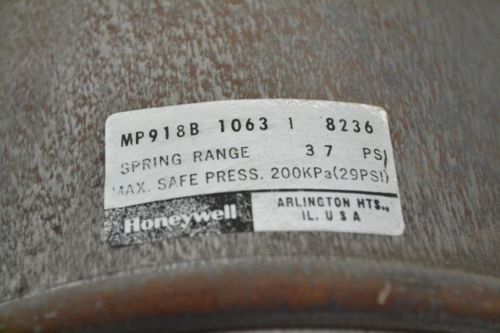 MP918B 1063 1 8236
SPRING RANGE 3 7 PSI
MAX. SAFE PRESS. 200KPa(29PSI)
Honeywell
ARLINGTON HTS.,
IL. U S A